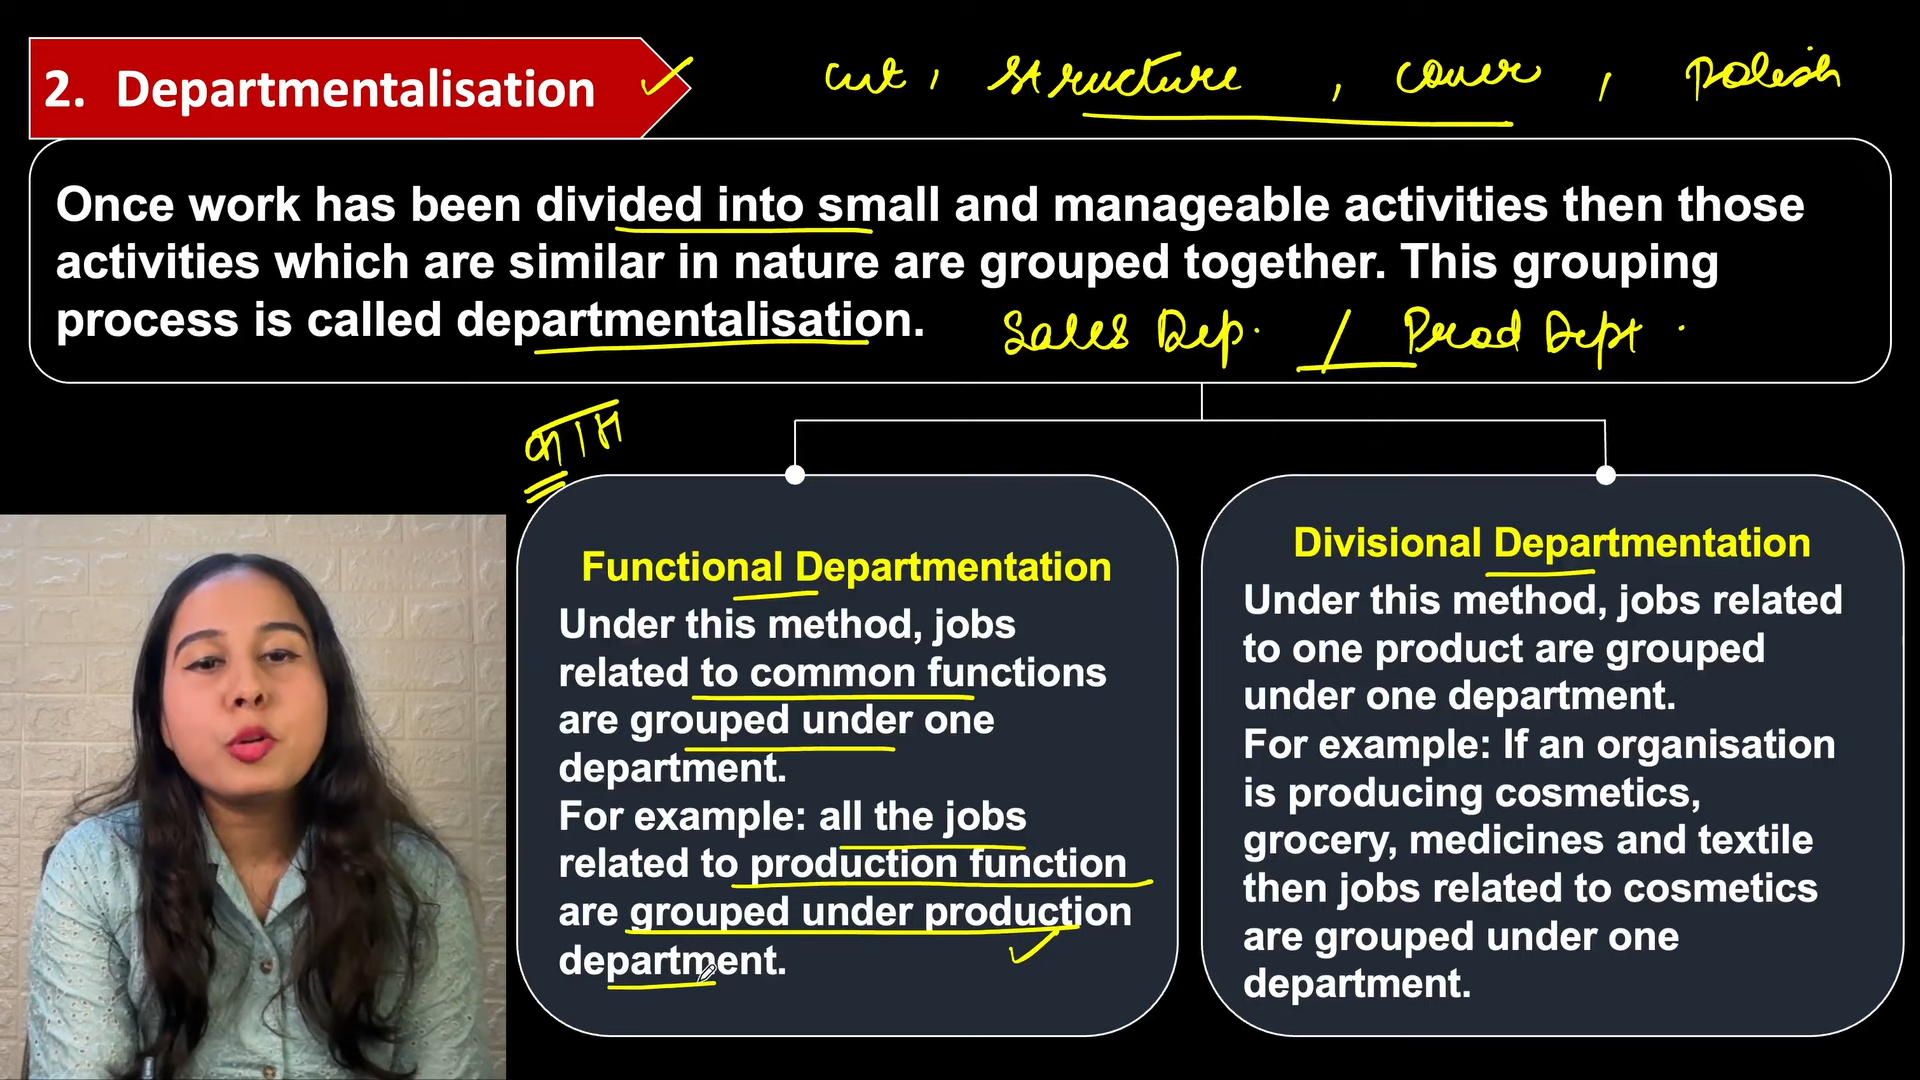 2. Departmentalisation
cut, structure, cover, polish
Once work has been divided into small and manageable activities then those
activities which are similar in nature are grouped together. This grouping
process is called departmentalisation.
Sales Dep. / Prod Dept.
काम
Functional Departmentation
Under this method, jobs
related to common functions
are grouped under one
department.
For example: all the jobs
related to production function
are grouped under production
department.
Divisional Departmentation
Under this method, jobs related
to one product are grouped
under one department.
For example: If an organisation
is producing cosmetics,
grocery, medicines and textile
then jobs related to cosmetics
are grouped under one
department.